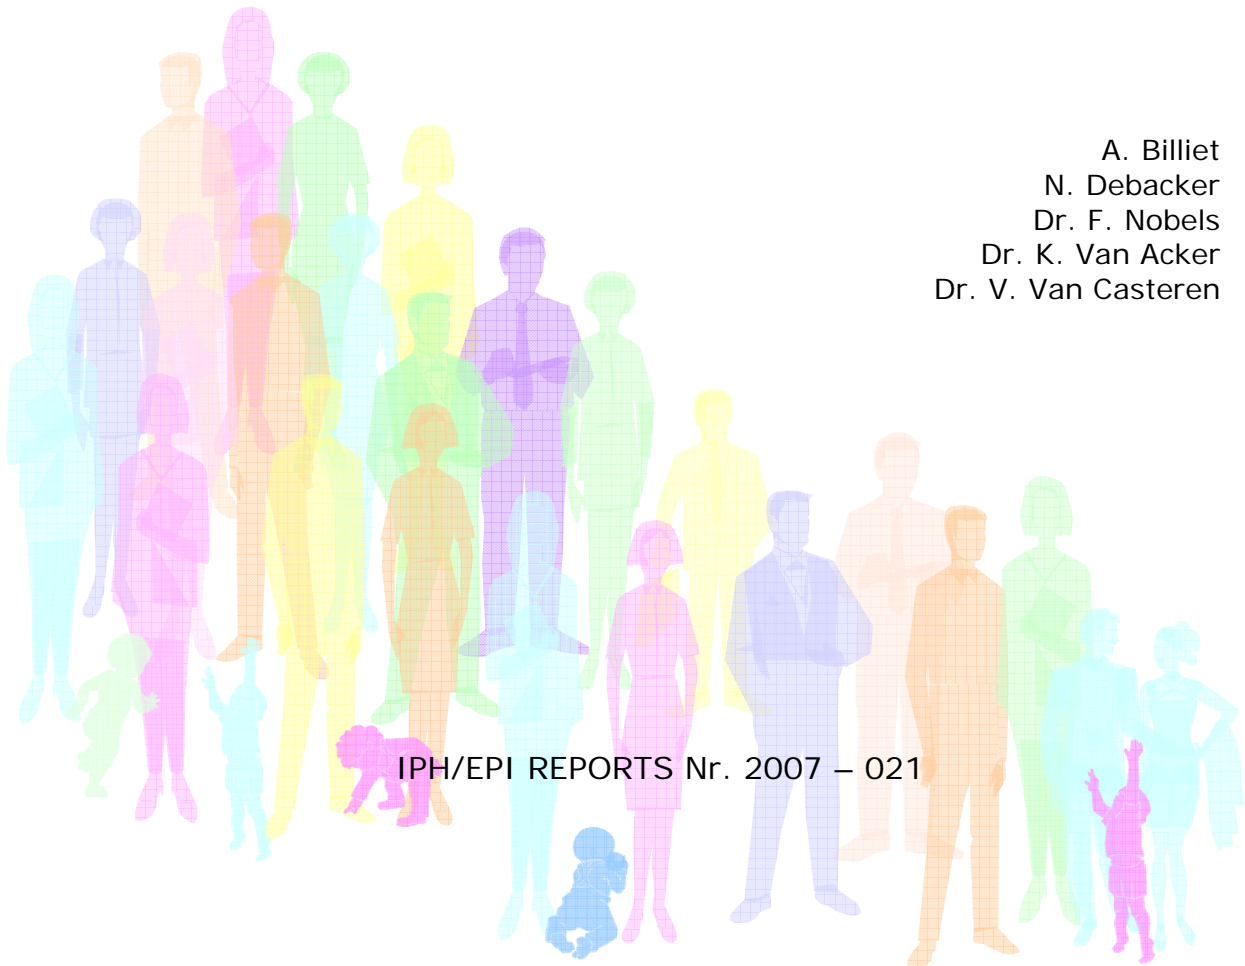 A. Billiet
N. Debacker
Dr. F. Nobels
Dr. K. Van Acker
Dr. V. Van Casteren
IPH/EPI REPORTS Nr. 2007 – 021